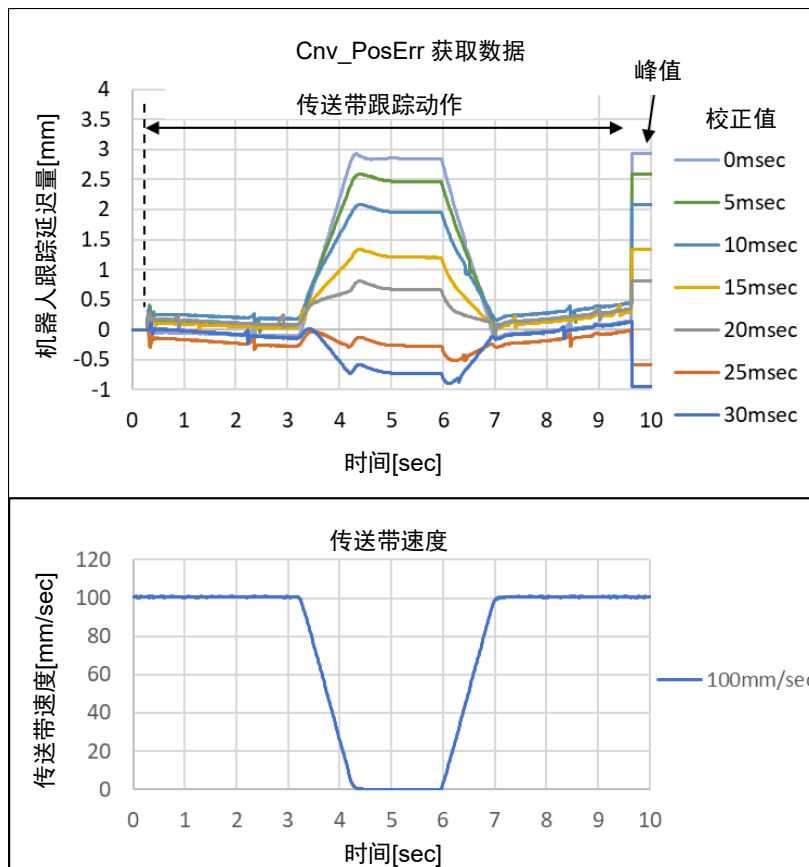 Cnv_PosErr 获取数据
峰值
传送带跟踪动作
校正值
机器人跟踪延迟量[mm]
4
3.5
3
2.5
2
1.5
1
0.5
0
-0.5
-1
0 1 2 3 4 5 6 7 8 9 10
时间[sec]
0msec
5msec
10msec
15msec
20msec
25msec
30msec
传送带速度
传送带速度[mm/sec]
120
100
80
60
40
20
0
0 1 2 3 4 5 6 7 8 9 10
时间[sec]
100mm/sec